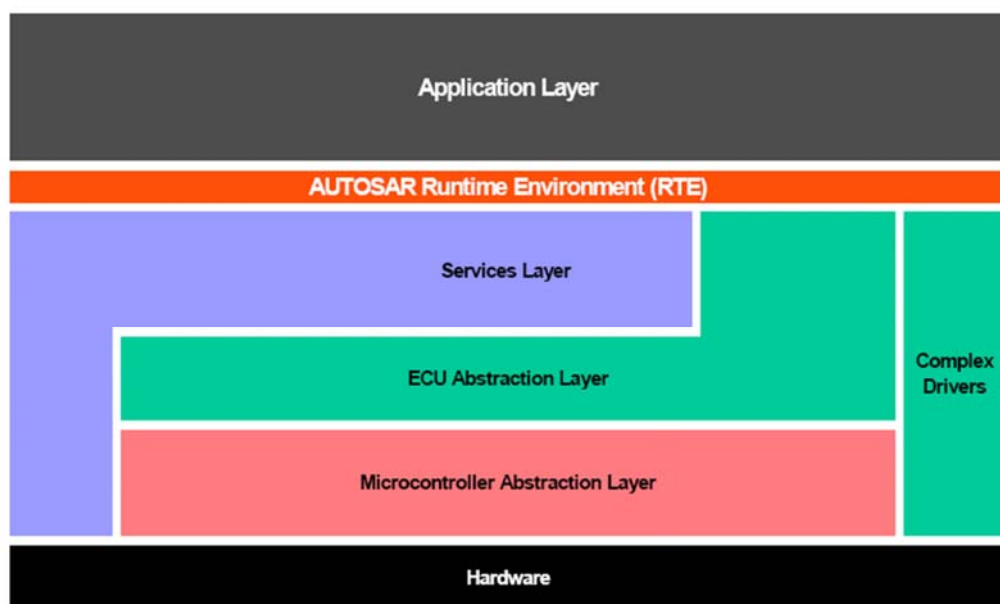 Application Layer
AUTOSAR Runtime Environment (RTE)
Services Layer
ECU Abstraction Layer
Complex
Drivers
Microcontroller Abstraction Layer
Hardware